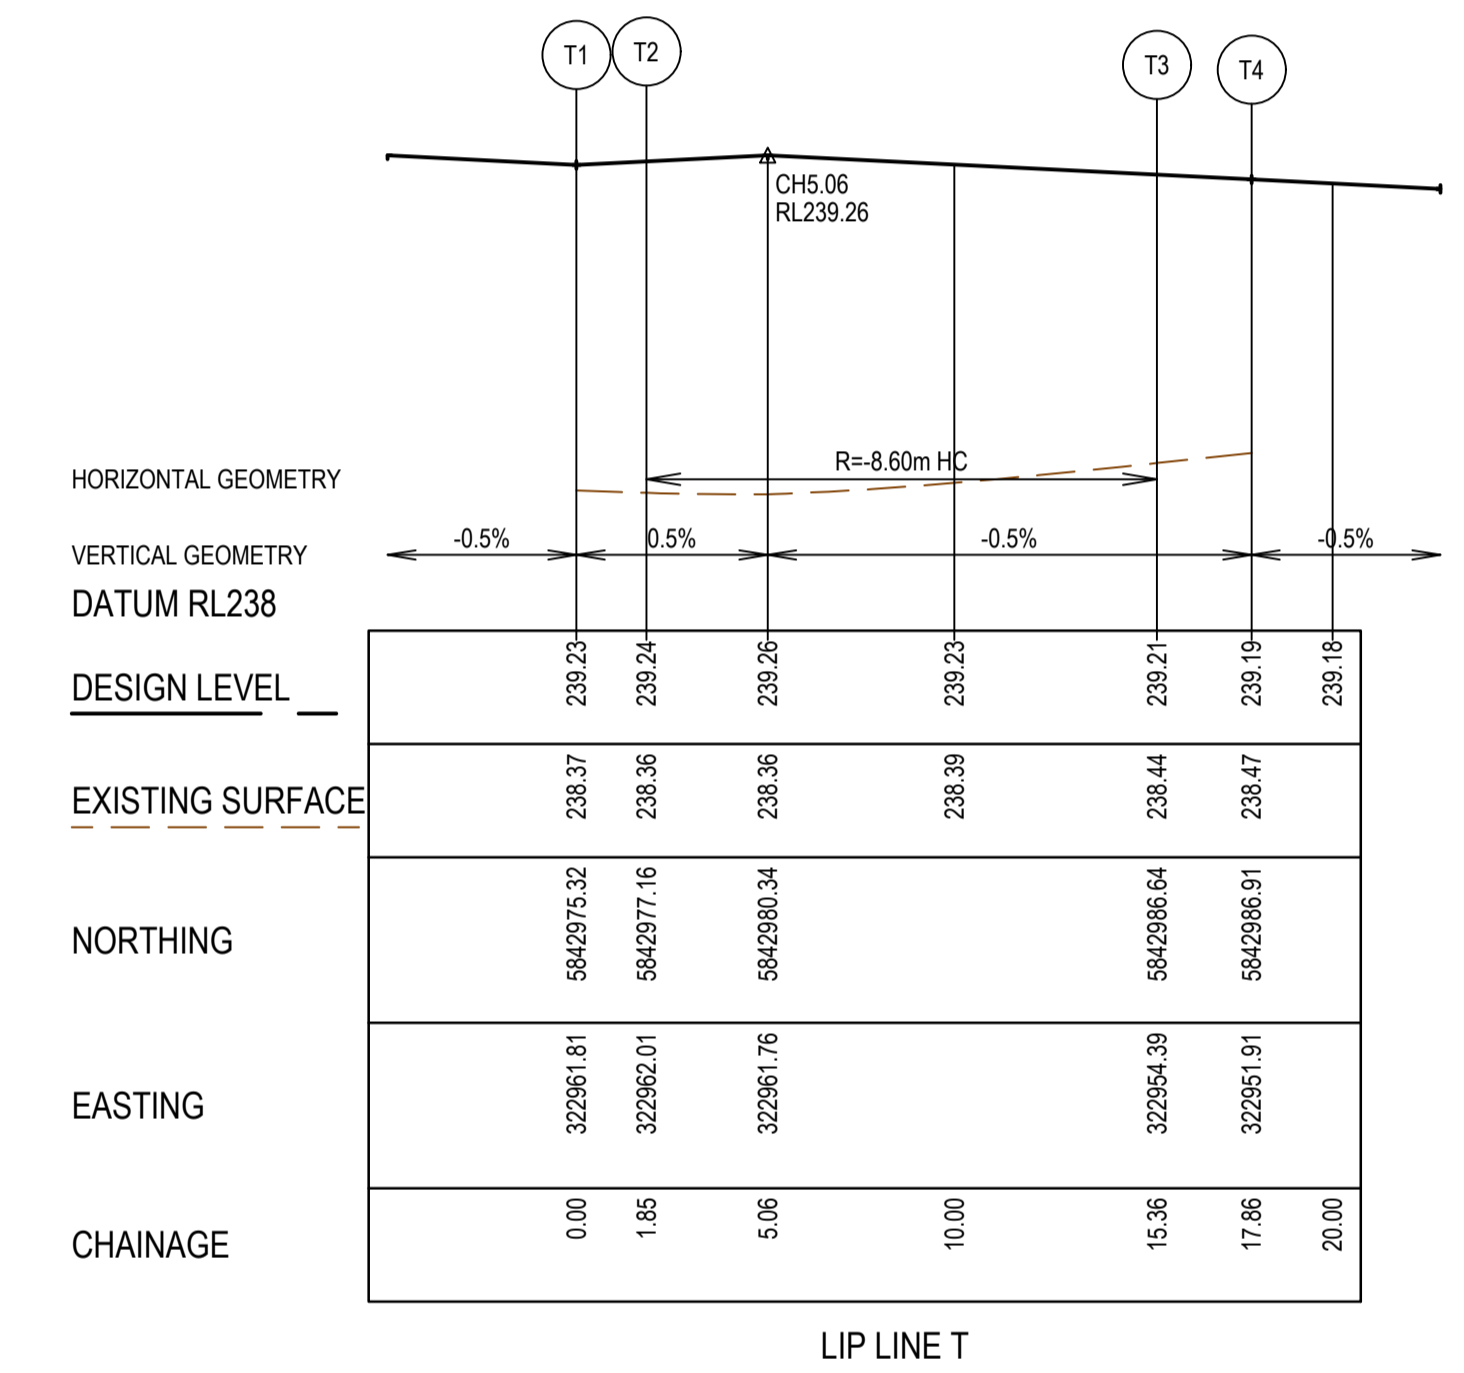 T1 T2 T3 T4
CH5.06
RL239.26
R=-8.60m HC
HORIZONTAL GEOMETRY
-0.5% 0.5% -0.5% -0.5%
VERTICAL GEOMETRY
DATUM RL238
DESIGN LEVEL 239.23 239.24 239.26 239.23 239.21 239.19 239.18
EXISTING SURFACE 238.37 238.36 238.36 238.39 238.44 238.47
NORTHING 5842975.32 5842977.16 5842980.34 5842986.64 5842986.91
EASTING 322961.81 322962.01 322961.76 322954.39 322951.91
CHAINAGE 0.00 1.85 5.06 10.00 15.36 17.86 20.00
LIP LINE T